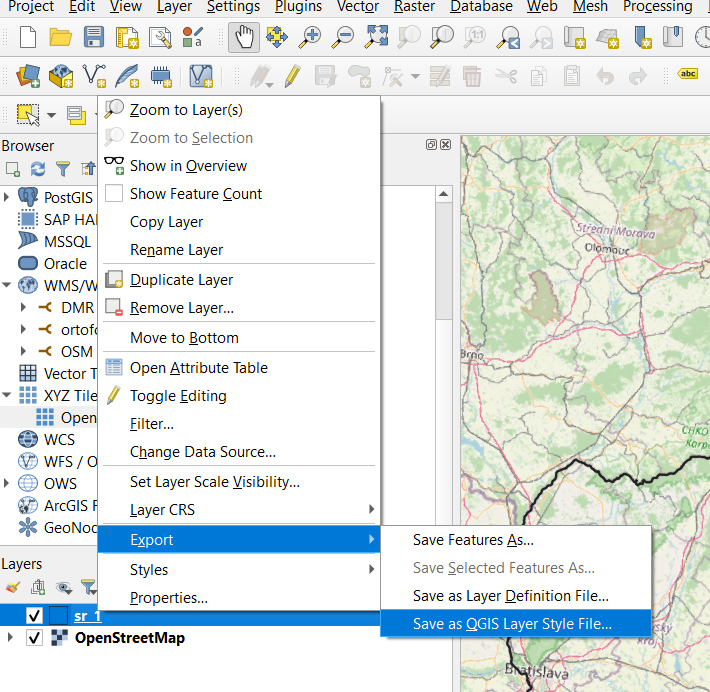 Project Edit View Layer Settings Plugins Vector Raster Database Web Mesh Processing
1:1
abc
Zoom to Layer(s)
Zoom to Selection
Show in Overview
Show Feature Count
Copy Layer
Rename Layer
Duplicate Layer
Remove Layer...
Move to Bottom
Open Attribute Table
Toggle Editing
Filter...
Change Data Source...
Set Layer Scale Visibility...
Layer CRS
Export
Styles
Properties...
Save Features As...
Save Selected Features As...
Save as Layer Definition File...
Save as QGIS Layer Style File...
Browser
PostGIS
SAP HA
MSSQL
Oracle
WMS/W
DMR
ortofo
OSM
Vector T
XYZ Tile
Open
WCS
WFS / O
OWS
ArcGIS F
GeoNod
Layers
sr_1
OpenStreetMap
Střední Morava
Olomouc
Brno
CHKO
Bratislava